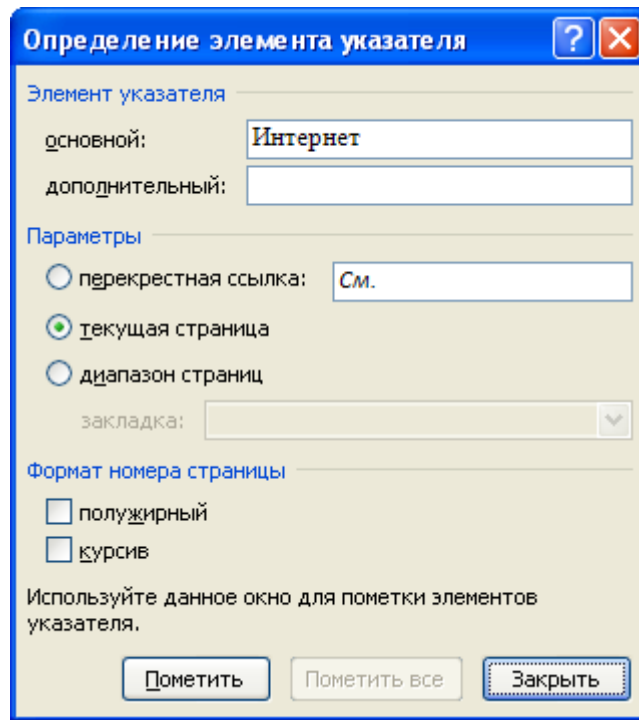 Определение элемента указателя
Элемент указателя
основной: Интернет
дополнительный:
Параметры
перекрестная ссылка: См.
текущая страница
диапазон страниц
закладка:
Формат номера страницы
полужирный
курсив
Используйте данное окно для пометки элементов
указателя.
Пометить Пометить все Закрыть